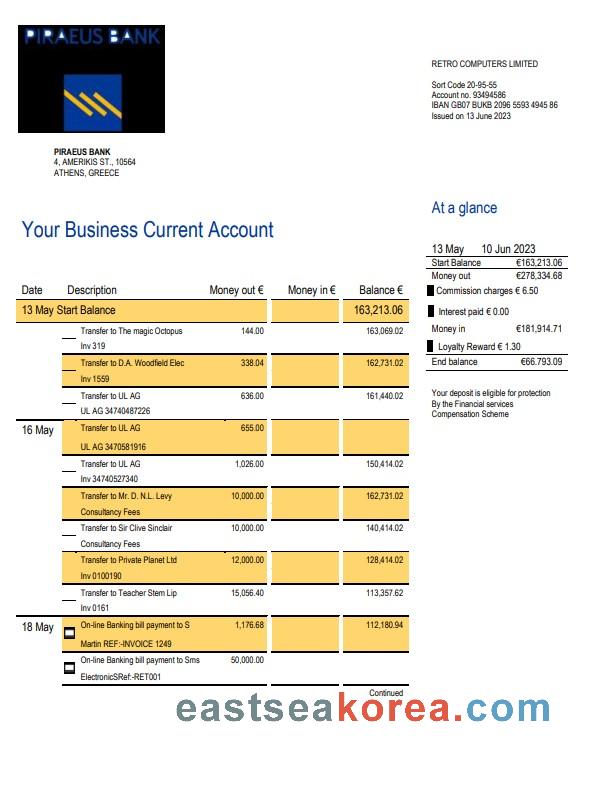 PIRAEUS BANK
RETRO COMPUTERS LIMITED
Sort Code 20-95-55
Account no. 93494586
IBAN GB07 BUKB 2096 5593 4945 86
Issued on 13 June 2023
PIRAEUS BANK
4, AMERIKIS ST., 10564
ATHENS, GREECE
At a glance
Your Business Current Account
13 May 10 Jun 2023
Start Balance €163,213.06
Money out €278,334.68
Commission charges € 6.50
Interest paid € 0.00
Money in €181,914.71
Loyalty Reward € 1.30
End balance €66.793.09
Your deposit is eligible for protection
By the Financial services
Compensation Scheme
Date Description Money out € Money in € Balance €
13 May Start Balance 163,213.06
Transfer to The magic Octopus 144.00 163,069.02
Inv 319
Transfer to D.A. Woodfield Elec 338.04 162,731.02
Inv 1559
Transfer to UL AG 636.00 161,440.02
UL AG 34740487226
16 May Transfer to UL AG 655.00
UL AG 3470581916
Transfer to UL AG 1,026.00 150,414.02
Inv 34740527340
Transfer to Mr. D. N.L. Levy 10,000.00 162,731.02
Consultancy Fees
Transfer to Sir Clive Sinclair 10,000.00 140,414.02
Consultancy Fees
Transfer to Private Planet Ltd 12,000.00 128,414.02
Inv 0100190
Transfer to Teacher Stem Lip 15,056.40 113,357.62
Inv 0161
18 May On-line Banking bill payment to S 1,176.68 112,180.94
Martin REF:-INVOICE 1249
On-line Banking bill payment to Sms 50,000.00
ElectronicSRef:-RET001
Continued
eastseakorea.com